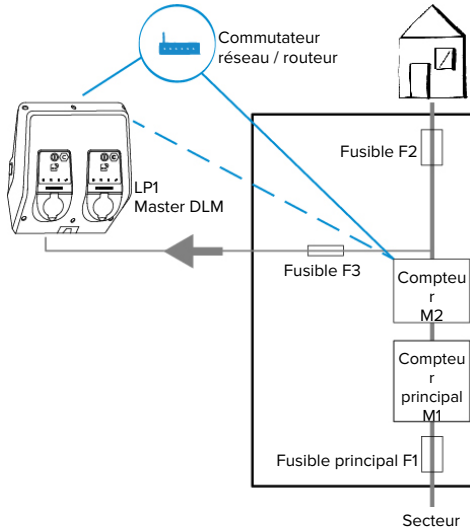 Commutateur
réseau / routeur
Fusible F2
LP1
Master DLM
Fusible F3
Compteu
r
M2
Compteu
r
principal
M1
Fusible principal F1
Secteur